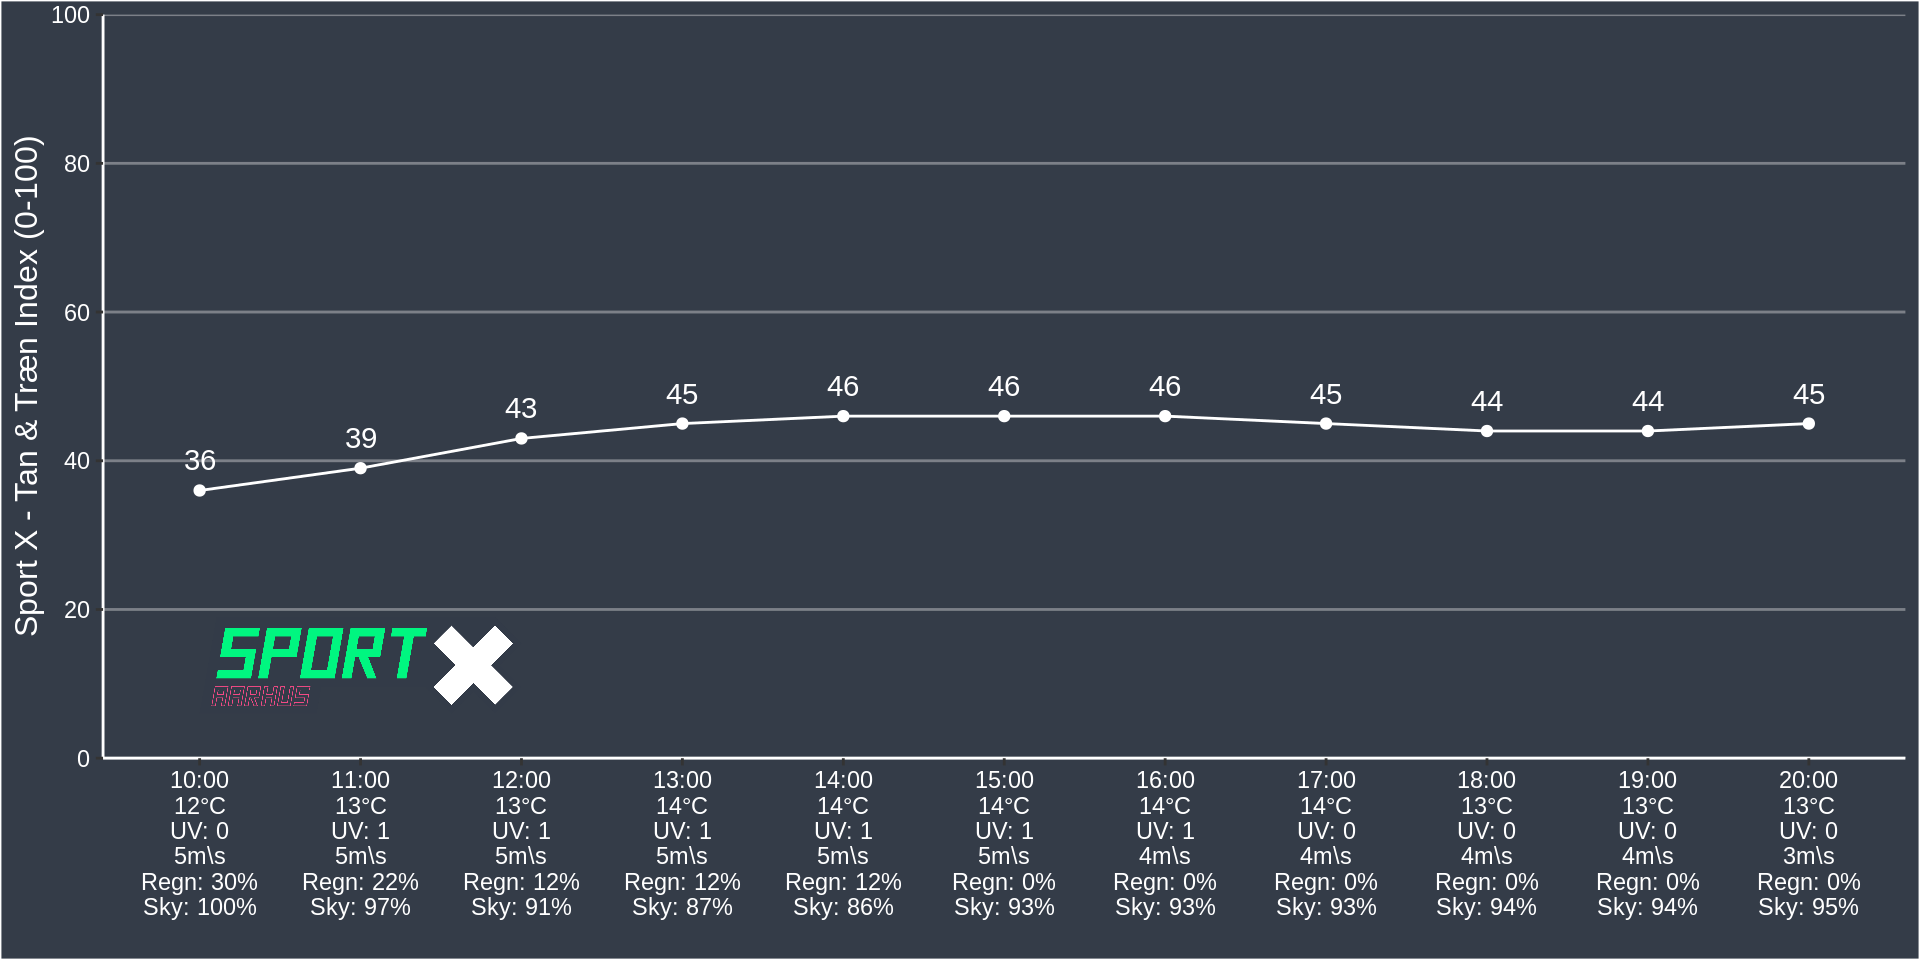 Sport X - Tan & Træn Index (0-100)
100
80
60
40
20
0
36
39
43
45
46
46
46
45
44
44
45
SPORT X
AARHUS
10:00 11:00 12:00 13:00 14:00 15:00 16:00 17:00 18:00 19:00 20:00
12°C 13°C 13°C 14°C 14°C 14°C 14°C 14°C 13°C 13°C 13°C
UV: 0 UV: 1 UV: 1 UV: 1 UV: 1 UV: 1 UV: 1 UV: 0 UV: 0 UV: 0 UV: 0
5m\s 5m\s 5m\s 5m\s 5m\s 5m\s 4m\s 4m\s 4m\s 4m\s 3m\s
Regn: 30% Regn: 22% Regn: 12% Regn: 12% Regn: 12% Regn: 0% Regn: 0% Regn: 0% Regn: 0% Regn: 0% Regn: 0%
Sky: 100% Sky: 97% Sky: 91% Sky: 87% Sky: 86% Sky: 93% Sky: 93% Sky: 93% Sky: 94% Sky: 94% Sky: 95%